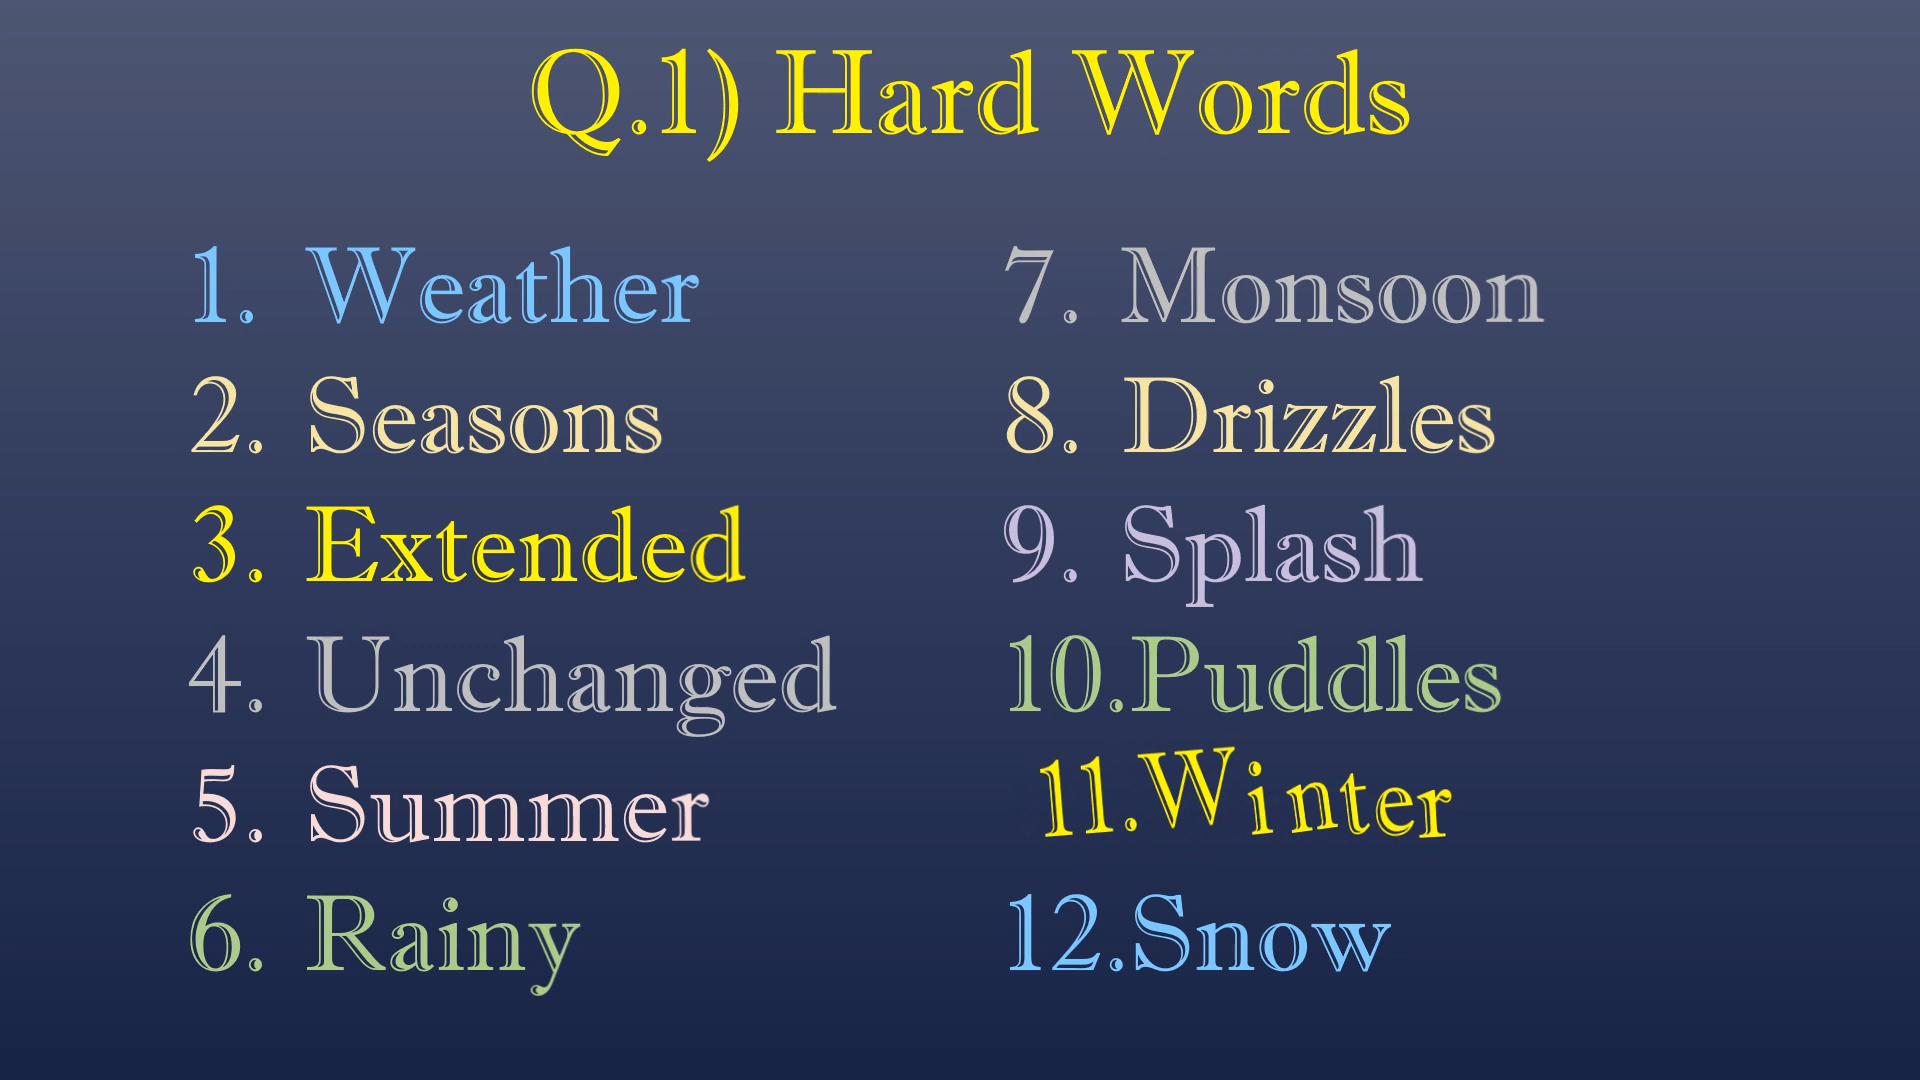 Q.1) Hard Words
1. Weather
2. Seasons
3. Extended
4. Unchanged
5. Summer
6. Rainy
7. Monsoon
8. Drizzles
9. Splash
10.Puddles
11.Winter
12.Snow